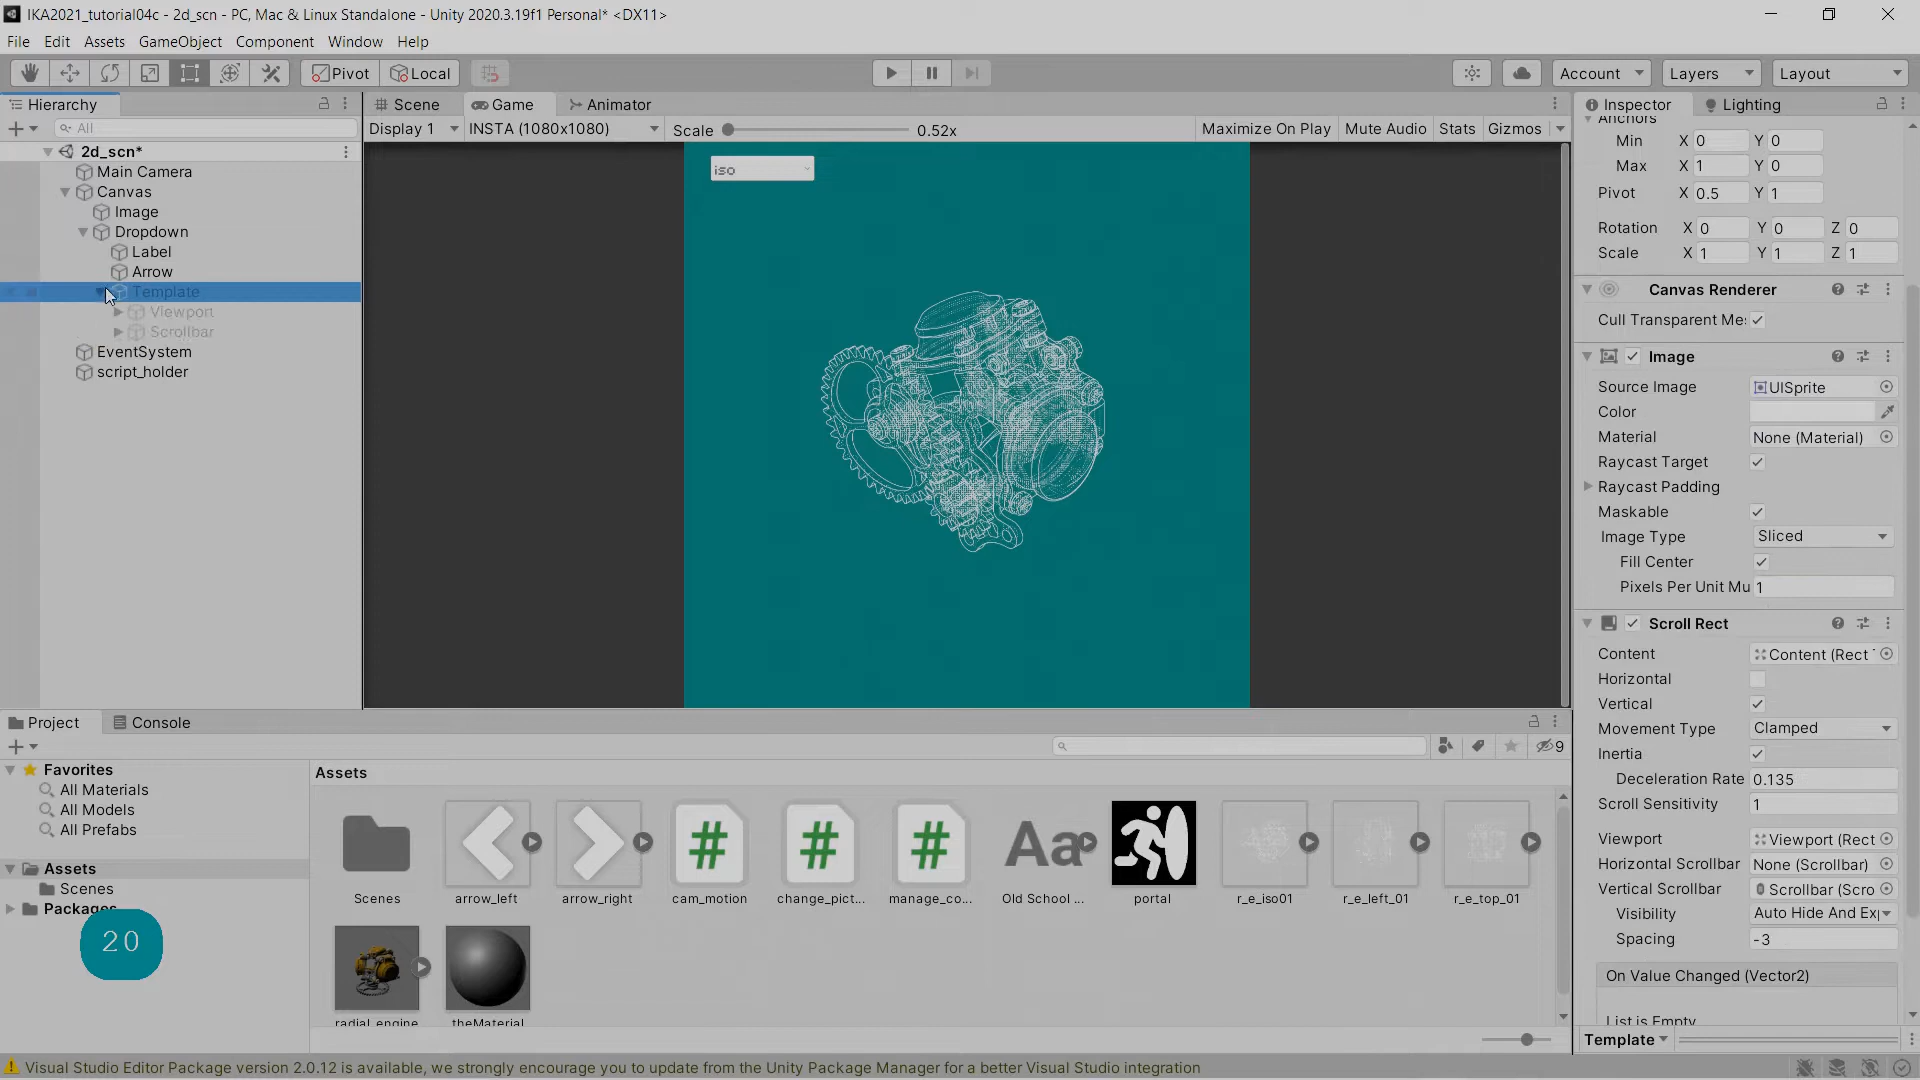 IKA2021_tutorial04c - 2d_scn - PC, Mac & Linux Standalone - Unity 2020.3.19f1 Personal* <DX11>
File Edit Assets GameObject Component Window Help
Pivot Local Account Layers Layout
Hierarchy
All
2d_scn*
Main Camera
Canvas
Image
Dropdown
Label
Arrow
Template
Viewport
Scrollbar
EventSystem
script_holder
Scene Game Animator
Display 1 INSTA (1080x1080) Scale 0.52x Maximize On Play Mute Audio Stats Gizmos
iso
Inspector Lighting
Anchors
Min X 0 Y 0
Max X 1 Y 0
Pivot X 0.5 Y 1
Rotation X 0 Y 0 Z 0
Scale X 1 Y 1 Z 1
Canvas Renderer
Cull Transparent Me:
Image
Source Image UISprite
Color
Material None (Material)
Raycast Target
Raycast Padding
Maskable
Image Type Sliced
Fill Center
Pixels Per Unit Mu 1
Scroll Rect
Content Content (Rect
Horizontal
Vertical
Movement Type Clamped
Inertia
Deceleration Rate 0.135
Scroll Sensitivity 1
Viewport Viewport (Rect
Horizontal Scrollbar None (Scrollbar)
Vertical Scrollbar Scrollbar (Scro
Visibility Auto Hide And Ex
Spacing -3
On Value Changed (Vector2)
List is Empty
Template
Project Console
9
Favorites
All Materials
All Models
All Prefabs
Assets
Scenes
Packages
20
Assets
Aa
Scenes arrow_left arrow_right cam_motion change_pict... manage_co... Old School ... portal r_e_iso01 r_e_left_01 r_e_top_01
radial_engine theMaterial
Visual Studio Editor Package version 2.0.12 is available, we strongly encourage you to update from the Unity Package Manager for a better Visual Studio integration